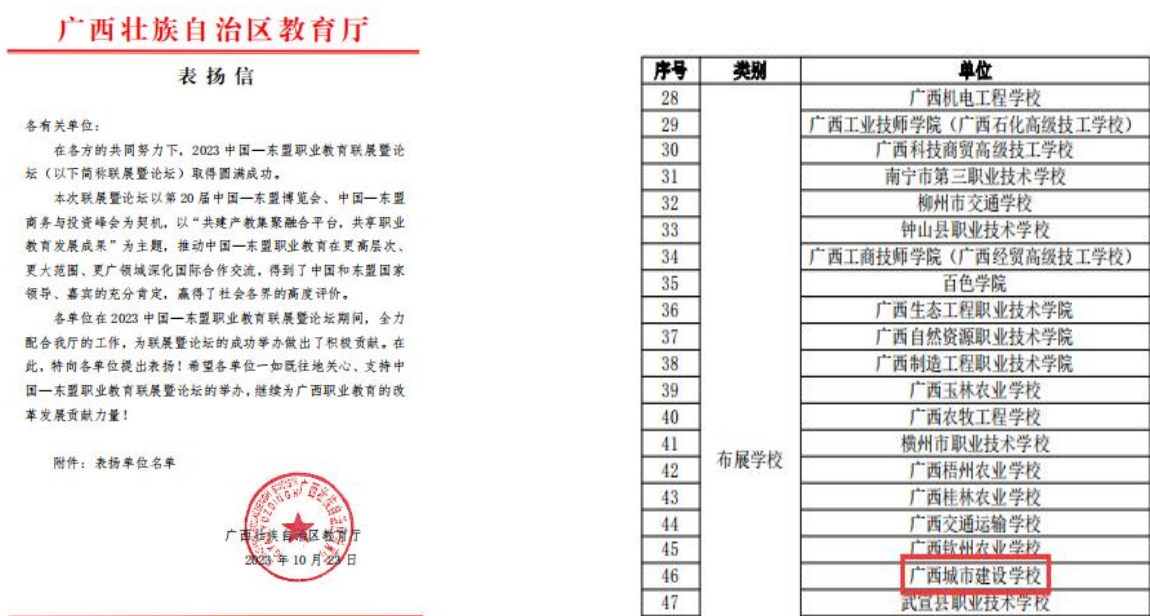 广西壮族自治区教育厅
表扬信
各有关单位：
在各方的共同努力下，2023中国—东盟职业教育联展暨论
坛（以下简称联展暨论坛）取得圆满成功。
本次联展暨论坛以第20届中国—东盟博览会、中国—东盟
商务与投资峰会为契机，以“共建产教集聚融合平台，共享职业
教育发展成果”为主题，推动中国—东盟职业教育在更高层次、
更大范围、更广领域深化国际合作交流，得到了中国和东盟国家
领导、嘉宾的充分肯定，赢得了社会各界的高度评价。
各单位在2023中国—东盟职业教育联展暨论坛期间，全力
配合我厅的工作，为联展暨论坛的成功举办做出了积极贡献。在
此，特向各单位提出表扬！希望各单位一如既往地关心、支持中
国—东盟职业教育联展暨论坛的举办，继续为广西职业教育的改
革发展贡献力量！
附件：表扬单位名单
广西壮族自治区教育厅
2023年10月23日
序号 类别 单位
28 广西机电工程学校
29 广西工业技师学院（广西石化高级技工学校）
30 广西科技商贸高级技工学校
31 南宁市第三职业技术学校
32 柳州市交通学校
33 钟山县职业技术学校
34 广西工商技师学院（广西经贸高级技工学校）
35 百色学院
36 广西生态工程职业技术学院
37 广西自然资源职业技术学院
38 广西制造工程职业技术学院
39 广西玉林农业学校
40 广西农牧工程学校
41 横州市职业技术学校
布展学校
42 广西梧州农业学校
43 广西桂林农业学校
44 广西交通运输学校
45 广西钦州农业学校
46 广西城市建设学校
47 武宣县职业技术学校